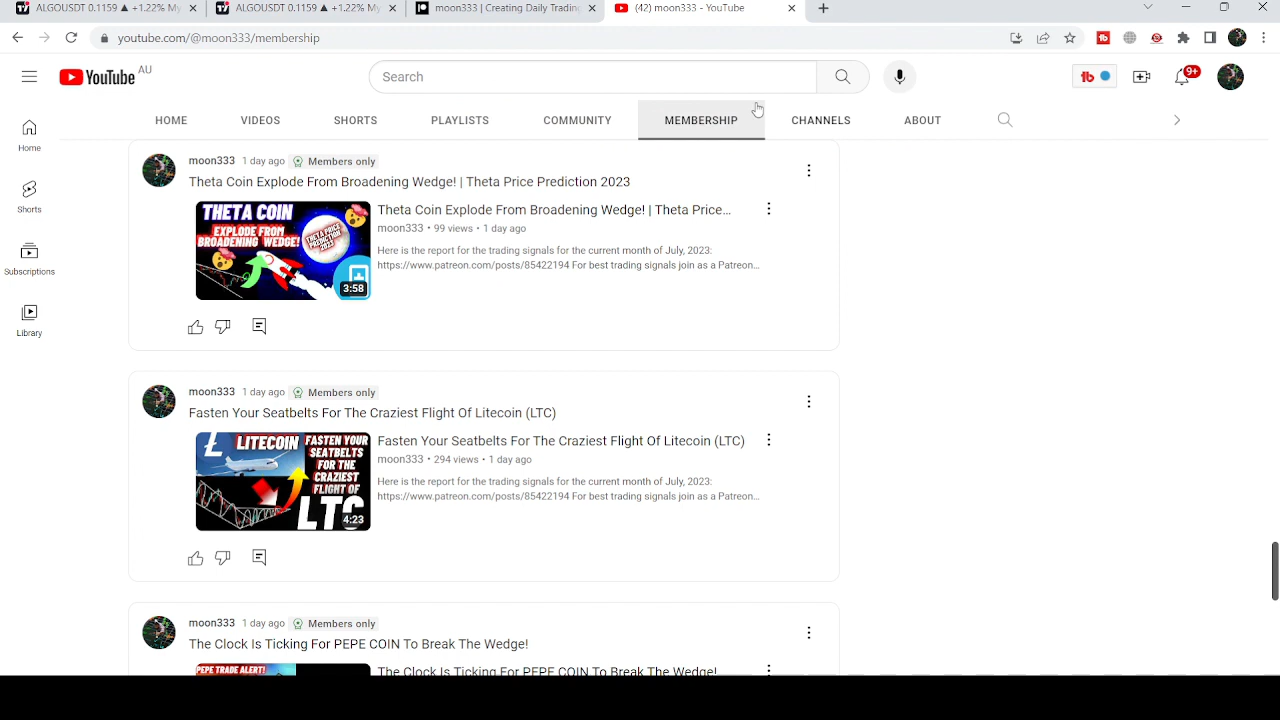 ALGOUSDT 0.1159 ▲ +1.22% My
ALGOUSDT 0.1159 ▲ +1.22% My
moon333 | Creating Daily Trading
(42) moon333 - YouTube
youtube.com/@moon333/membership
YouTube AU
Search
9+
HOME
VIDEOS
SHORTS
PLAYLISTS
COMMUNITY
MEMBERSHIP
CHANNELS
ABOUT
Home
Shorts
Subscriptions
Library
moon333 1 day ago Members only
Theta Coin Explode From Broadening Wedge! | Theta Price Prediction 2023
THETA COIN
EXPLODE FROM
BROADENING WEDGE!
THETA PRICE
PREDICTION
2023
3:58
Theta Coin Explode From Broadening Wedge! | Theta Price...
moon333 • 99 views • 1 day ago
Here is the report for the trading signals for the current month of July, 2023:
https://www.patreon.com/posts/85422194 For best trading signals join as a Patreon...
moon333 1 day ago Members only
Fasten Your Seatbelts For The Craziest Flight Of Litecoin (LTC)
LITECOIN
FASTEN YOUR
SEATBELTS
FOR THE
CRAZIEST
FLIGHT OF
LTC
4:23
Fasten Your Seatbelts For The Craziest Flight Of Litecoin (LTC)
moon333 • 294 views • 1 day ago
Here is the report for the trading signals for the current month of July, 2023:
https://www.patreon.com/posts/85422194 For best trading signals join as a Patreon...
moon333 1 day ago Members only
The Clock Is Ticking For PEPE COIN To Break The Wedge!
PEPE TRADE ALERT!
The Clock Is Ticking For PEPE COIN To Break The Wedge!